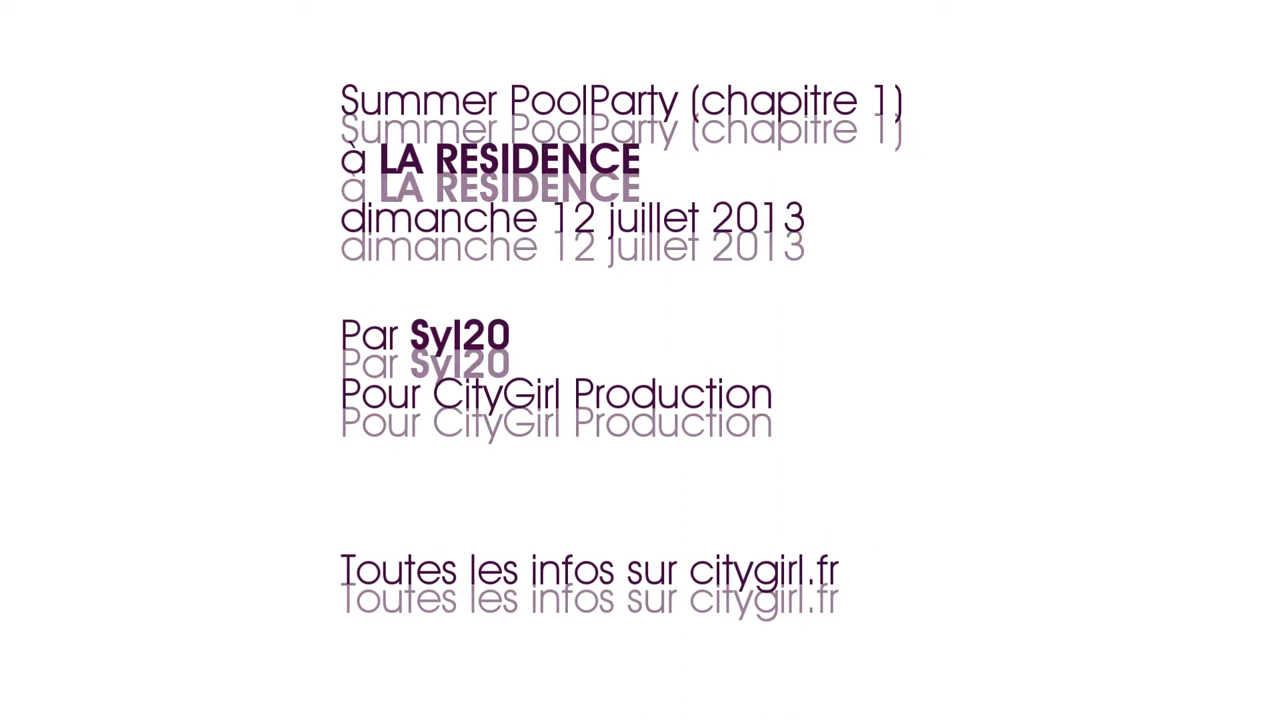 Summer PoolParty (chapitre 1)
à LA RESIDENCE
dimanche 12 juillet 2013
Par Syl20
Pour CityGirl Production
Toutes les infos sur citygirl.fr